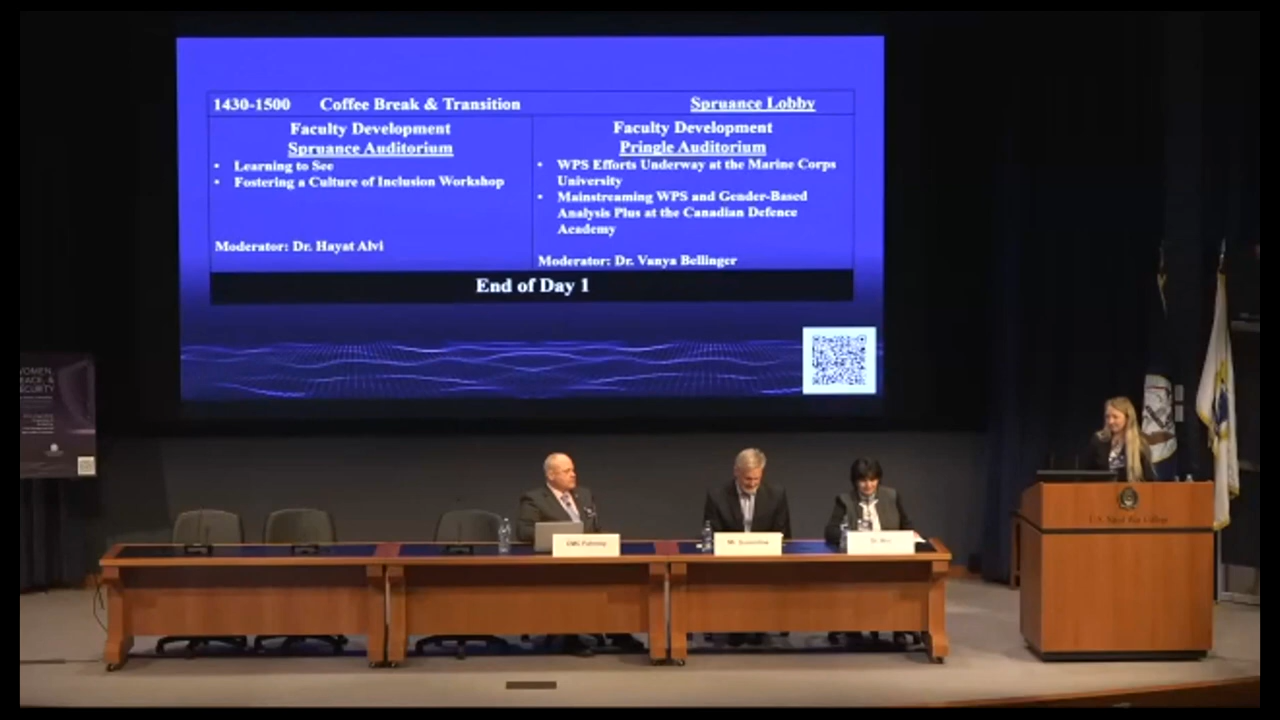 1430-1500 Coffee Break & Transition Spruance Lobby
Faculty Development
Spruance Auditorium
• Learning to See
• Fostering a Culture of Inclusion Workshop
Moderator: Dr. Hayat Alvi
Faculty Development
Pringle Auditorium
• WPS Efforts Underway at the Marine Corps
University
• Mainstreaming WPS and Gender-Based
Analysis Plus at the Canadian Defence
Academy
Moderator: Dr. Vanya Bellinger
End of Day 1
SECURITY
Mr.
Dr.
U.S. Naval War College